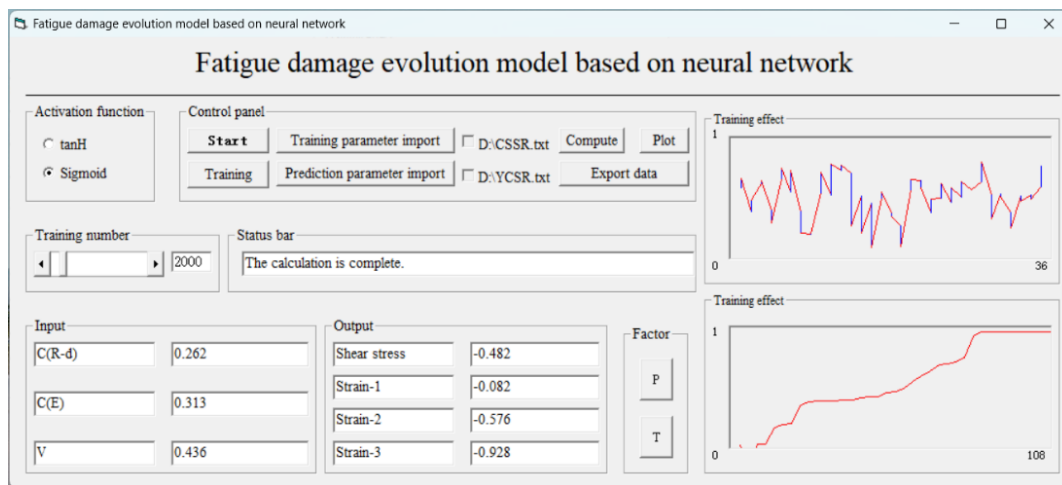 Fatigue damage evolution model based on neural network
Fatigue damage evolution model based on neural network
Activation function
tanH
Sigmoid
Control panel
Start
Training parameter import
D:\CSSR.txt
Compute
Plot
Training
Prediction parameter import
D:\YCSR.txt
Export data
Training effect
1
0
36
Training number
2000
Status bar
The calculation is complete.
Input
C(R-d)
0.262
C(E)
0.313
V
0.436
Output
Shear stress
-0.482
Strain-1
-0.082
Strain-2
-0.576
Strain-3
-0.928
Factor
P
T
Training effect
1
0
108